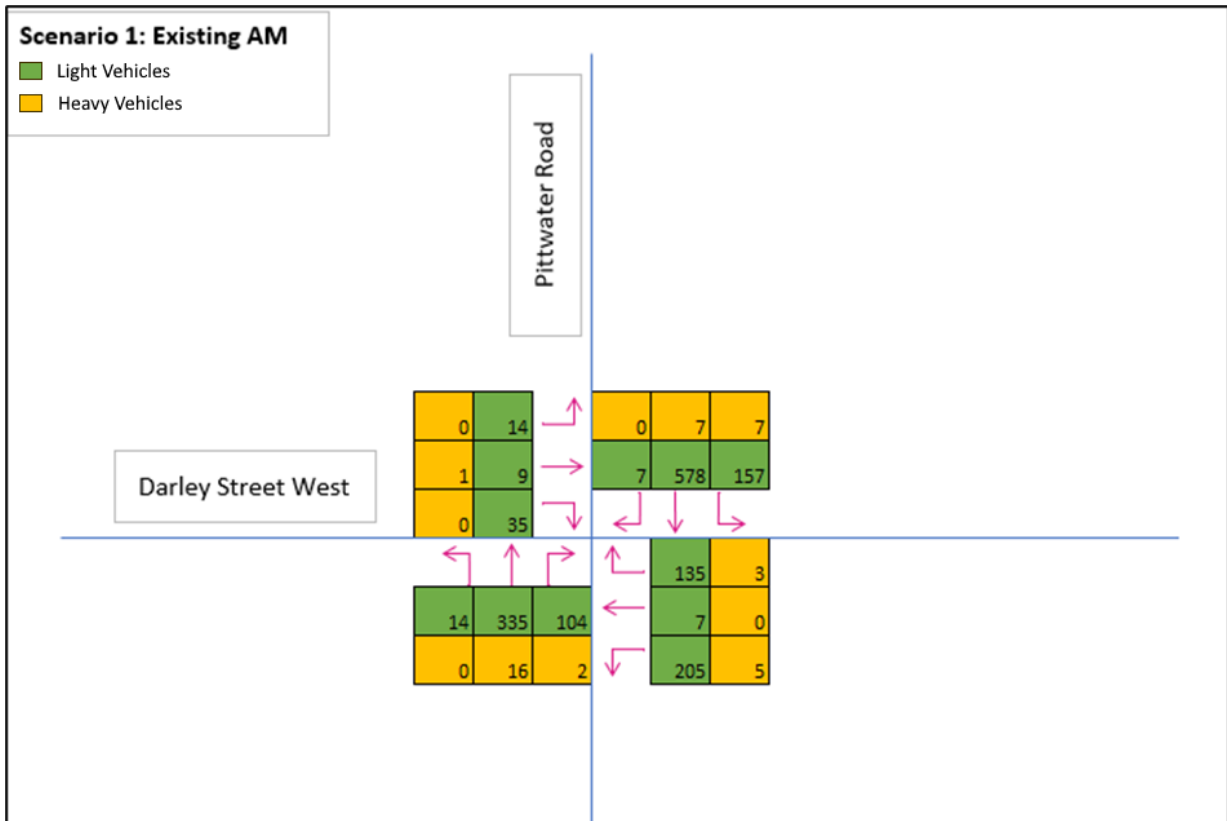 Scenario 1: Existing AM
Light Vehicles
Heavy Vehicles
Pittwater Road
0 14 0 7 7
1 9 7 578 157
Darley Street West
0 35
135 3
14 335 104 7 0
0 16 2 205 5